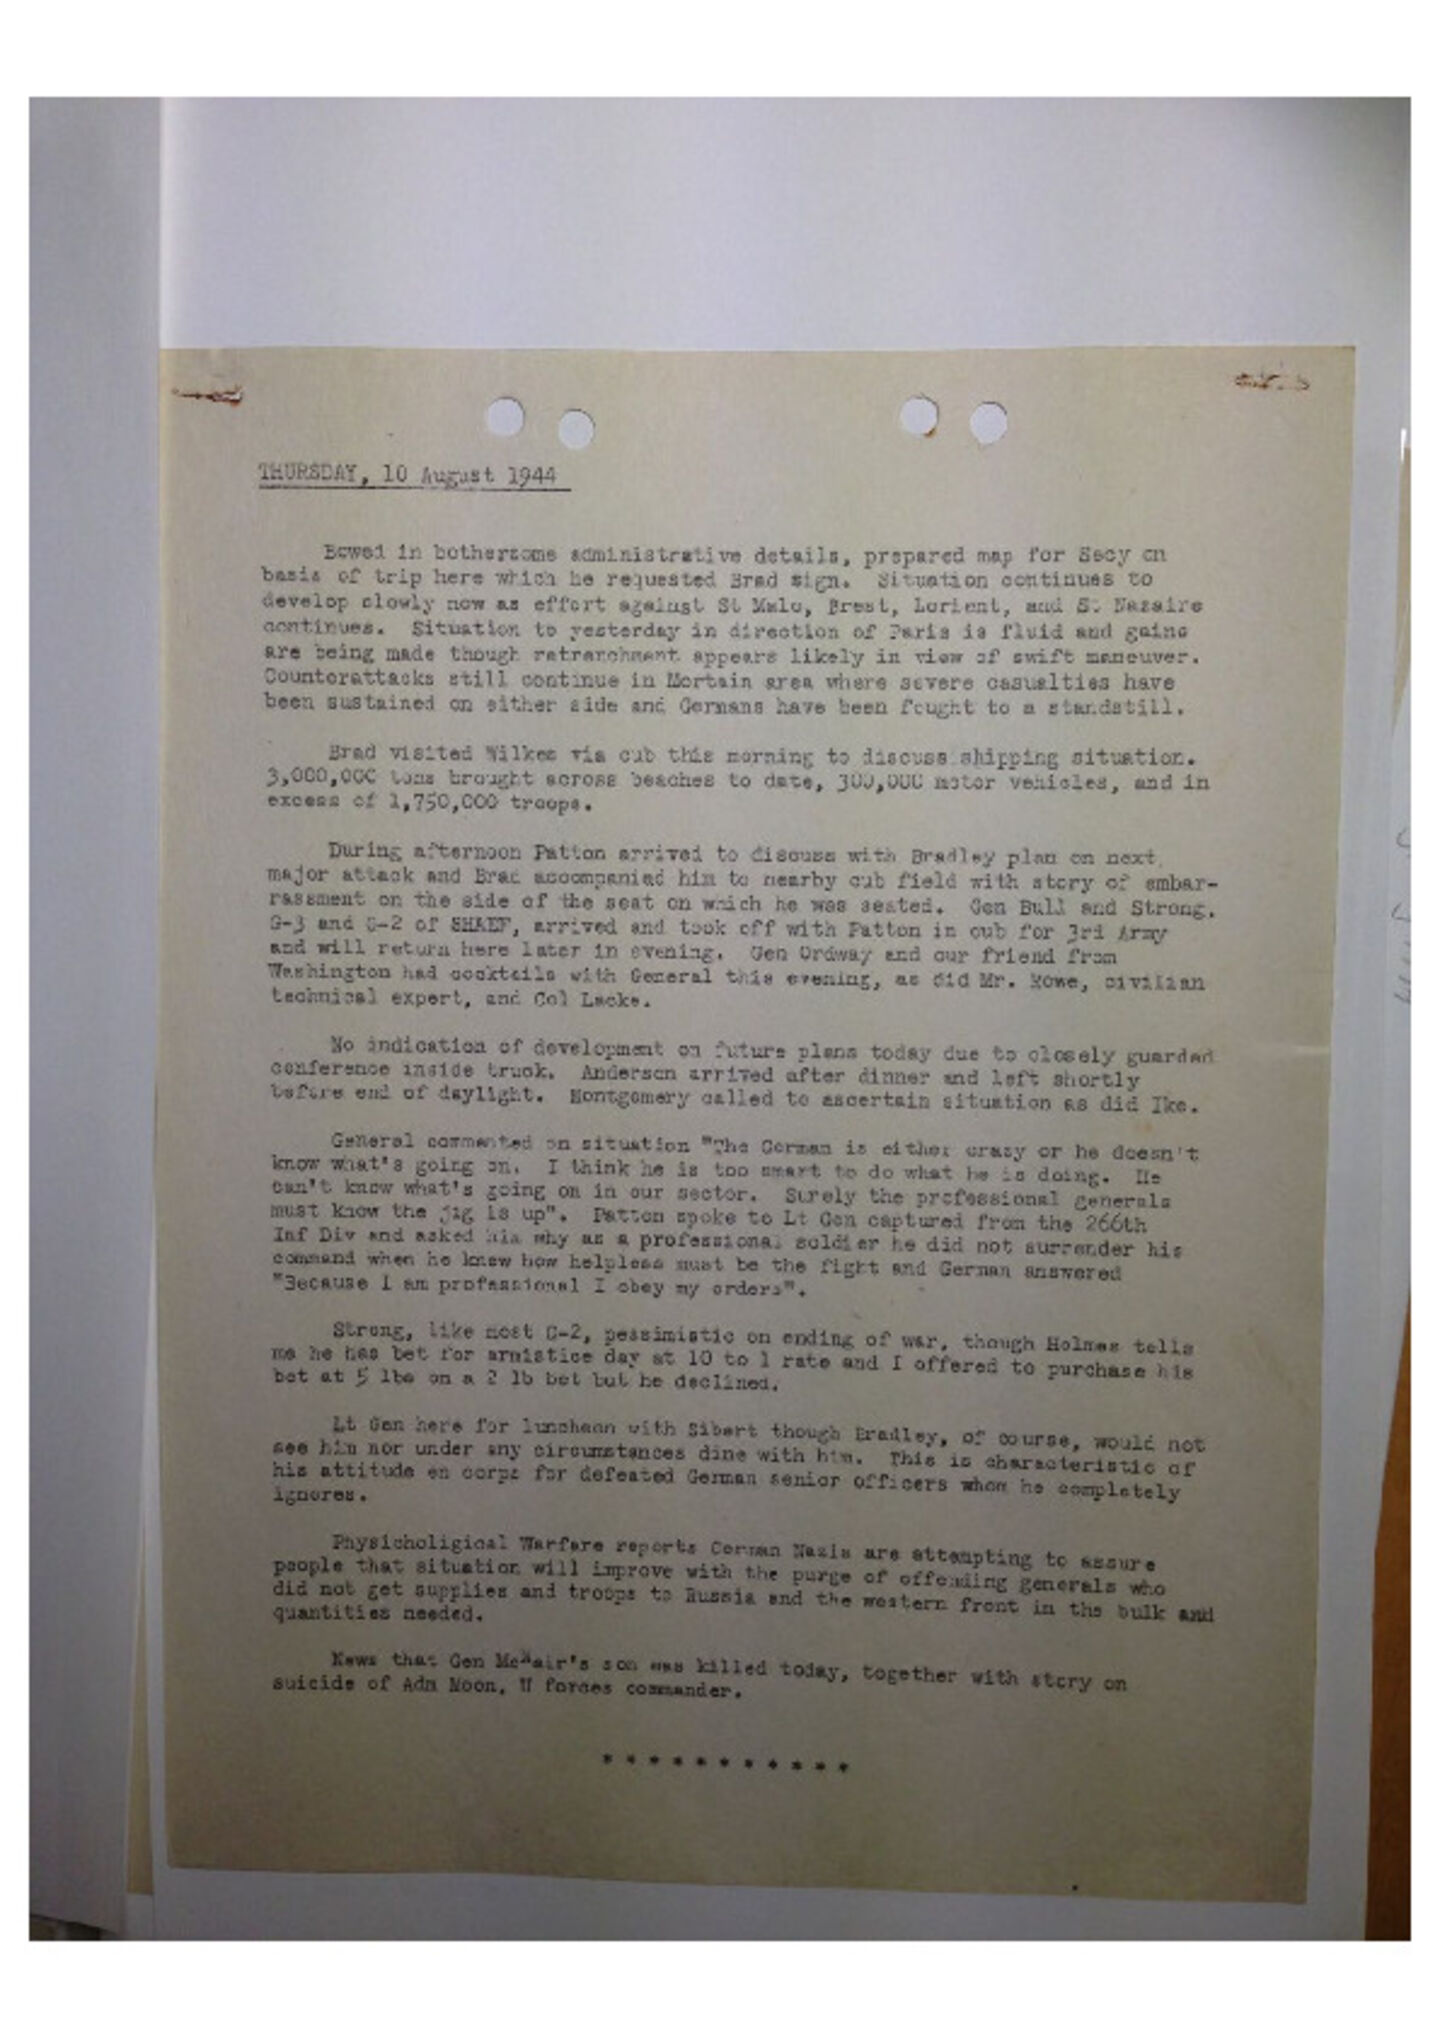 THURSDAY, 10 August 1944
Bowed in bothersome administrative details, prepared map for Secy on
basis of trip here which he requested Brad sign. Situation continues to
develop slowly now as effort against St Malo, Brest, Lorient, and St Nazaire
continues. Situation to yesterday in direction of Paris is fluid and gains
are being made though retrenchment appears likely in view of swift maneuver.
Counterattacks still continue in Mortain area where severe casualties have
been sustained on either side and Germans have been fought to a standstill.
Brad visited Wilkes via cub this morning to discuss shipping situation.
3,000,000 tons brought across beaches to date, 300,000 motor vehicles, and in
excess of 1,750,000 troops.
During afternoon Patton arrived to discuss with Bradley plan on next
major attack and Brad accompanied him to nearby cub field with story of embar-
rassment on the side of the seat on which he was seated. Gen Bull and Strong,
G-3 and G-2 of SHAEF, arrived and took off with Patton in cub for 3rd Army
and will return here later in evening. Gen Ordway and our friend from
Washington had cocktails with General this evening, as did Mr. Rowe, civilian
technical expert, and Col Lacke.
No indication of development on future plans today due to closely guarded
conference inside truck. Anderson arrived after dinner and left shortly
before end of daylight. Montgomery called to ascertain situation as did Ike.
General commented on situation "The German is either crazy or he doesn't
know what's going on. I think he is too smart to do what he is doing. He
can't know what's going on in our sector. Surely the professional generals
must know the jig is up". Patton spoke to Lt Gen captured from the 266th
Inf Div and asked him why as a professional soldier he did not surrender his
command when he knew how helpless must be the fight and German answered
"Because I am professional I obey my orders".
Strong, like most G-2, pessimistic on ending of war, though Holmes tells
me he has bet for armistice day at 10 to 1 rate and I offered to purchase his
bet at 5 lbs on a 2 lb bet but he declined.
Lt Gen here for luncheon with Sibert though Bradley, of course, would not
see him nor under any circumstances dine with him. This is characteristic of
his attitude en corps for defeated German senior officers whom he completely
ignores.
Physicholigical Warfare reports German Nazis are attempting to assure
people that situation will improve with the purge of offending generals who
did not get supplies and troops to Russia and the western front in the bulk and
quantities needed.
News that Gen McNair's son was killed today, together with story on
suicide of Adm Moon, U forces commander.
* * * * * * * * * * *